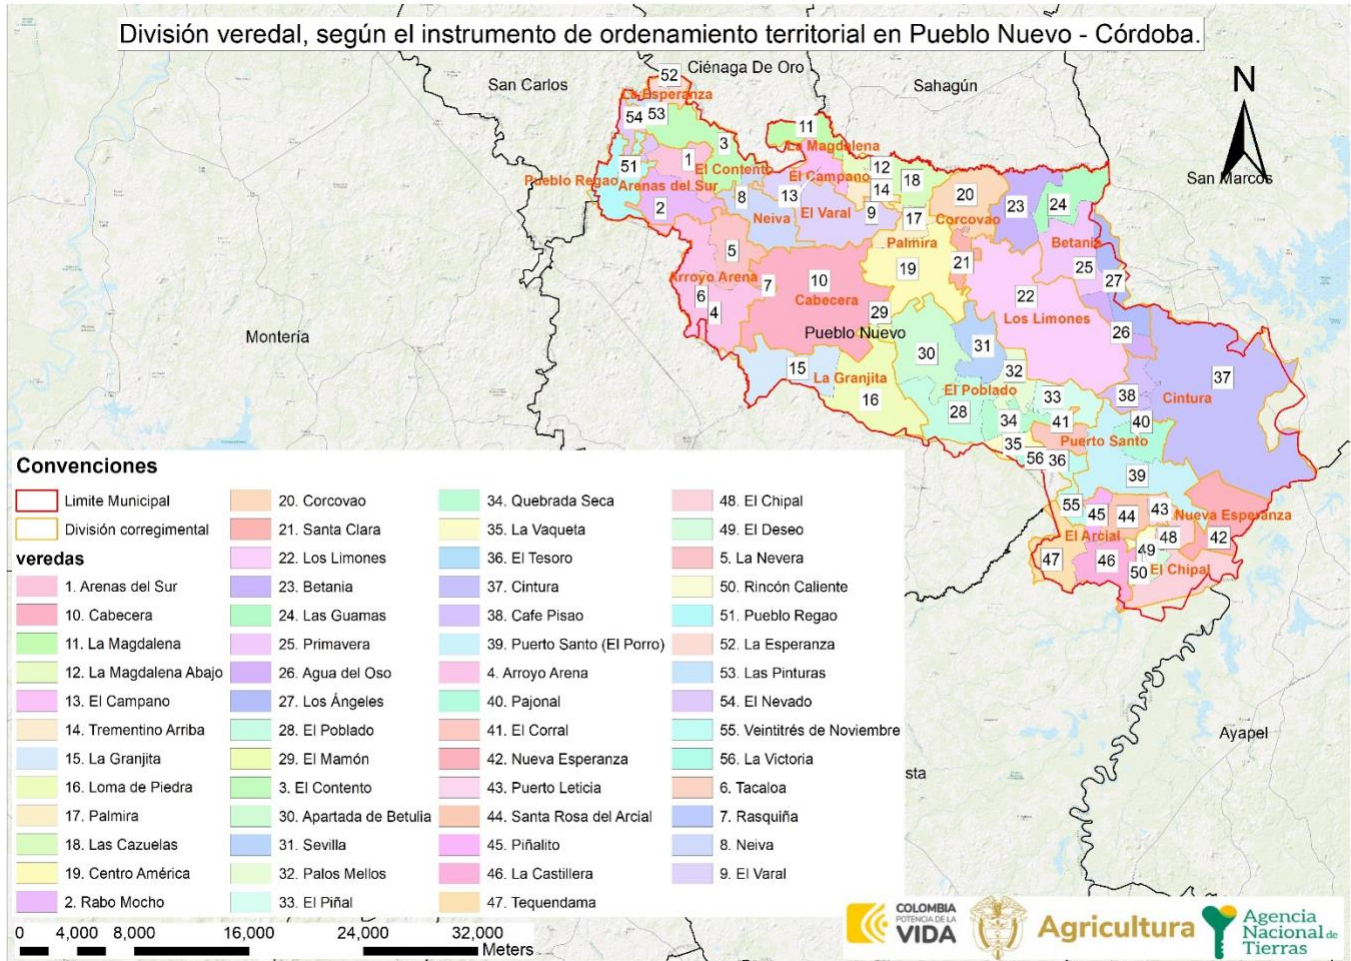 División veredal, según el instrumento de ordenamiento territorial en Pueblo Nuevo - Córdoba.
Ciénaga De Oro
San Carlos
Sahagún
N
San Marcos
Montería
Pueblo Nuevo
Ayapel
sta
La Esperanza
Pueblo Regao
Arenas del Sur
El Contento
La Magdalena
El Campano
Neiva
El Varal
Palmira
Corcovao
Betania
Arroyo Arena
Cabecera
Los Limones
La Granjita
El Poblado
Cintura
Puerto Santo
El Arcial
Nueva Esperanza
El Chipal
52
54
53
51
1
3
11
2
8
13
12
14
18
9
17
20
23
24
5
7
10
19
21
22
25
27
6
4
29
26
15
30
31
32
16
28
33
38
37
34
41
40
35
56
36
39
55
45
44
43
42
47
46
49
48
50
Convenciones
Limite Municipal
División corregimental
veredas
1. Arenas del Sur
10. Cabecera
11. La Magdalena
12. La Magdalena Abajo
13. El Campano
14. Trementino Arriba
15. La Granjita
16. Loma de Piedra
17. Palmira
18. Las Cazuelas
19. Centro América
2. Rabo Mocho
20. Corcovao
21. Santa Clara
22. Los Limones
23. Betania
24. Las Guamas
25. Primavera
26. Agua del Oso
27. Los Ángeles
28. El Poblado
29. El Mamón
3. El Contento
30. Apartada de Betulia
31. Sevilla
32. Palos Mellos
33. El Piñal
34. Quebrada Seca
35. La Vaqueta
36. El Tesoro
37. Cintura
38. Cafe Pisao
39. Puerto Santo (El Porro)
4. Arroyo Arena
40. Pajonal
41. El Corral
42. Nueva Esperanza
43. Puerto Leticia
44. Santa Rosa del Arcial
45. Piñalito
46. La Castillera
47. Tequendama
48. El Chipal
49. El Deseo
5. La Nevera
50. Rincón Caliente
51. Pueblo Regao
52. La Esperanza
53. Las Pinturas
54. El Nevado
55. Veintitrés de Noviembre
56. La Victoria
6. Tacaloa
7. Rasquiña
8. Neiva
9. El Varal
0 4,000 8,000 16,000 24,000 32,000
Meters
COLOMBIA
POTENCIA DE LA
VIDA
Agricultura
Agencia
Nacional de
Tierras